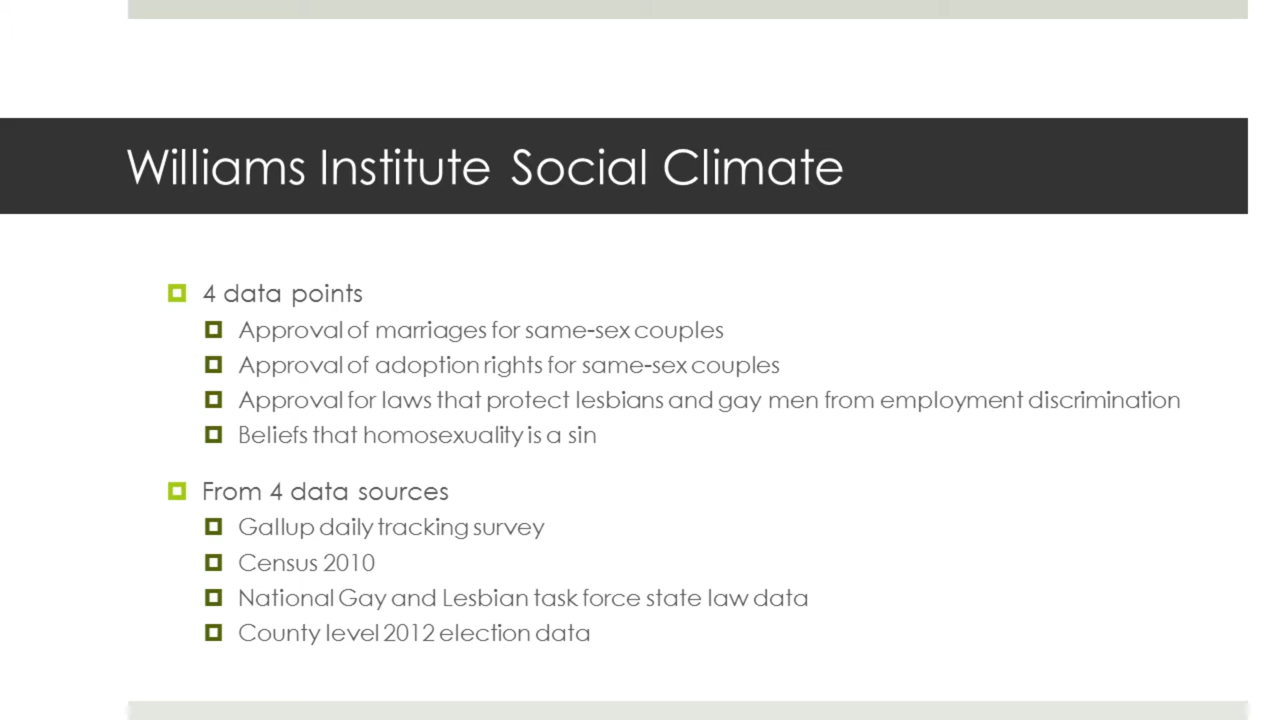 Williams Institute Social Climate
4 data points
Approval of marriages for same-sex couples
Approval of adoption rights for same-sex couples
Approval for laws that protect lesbians and gay men from employment discrimination
Beliefs that homosexuality is a sin
From 4 data sources
Gallup daily tracking survey
Census 2010
National Gay and Lesbian task force state law data
County level 2012 election data